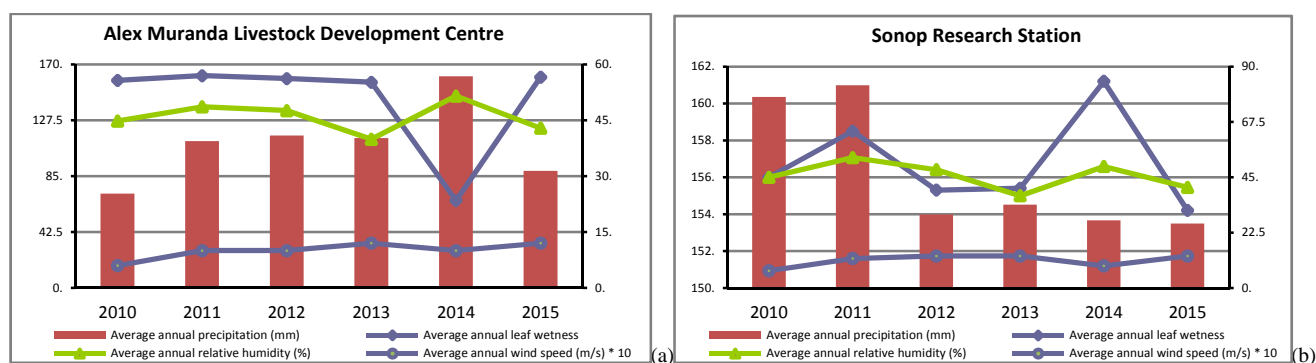 Alex Muranda Livestock Development Centre
170.
127.5
85.
42.5
0.
60.
45.
30.
15.
0.
2010 2011 2012 2013 2014 2015
Average annual precipitation (mm) Average annual leaf wetness
Average annual relative humidity (%) Average annual wind speed (m/s) * 10
(a)
Sonop Research Station
162.
160.
158.
156.
154.
152.
150.
90.
67.5
45.
22.5
0.
2010 2011 2012 2013 2014 2015
Average annual precipitation (mm) Average annual leaf wetness
Average annual relative humidity (%) Average annual wind speed (m/s) * 10
(b